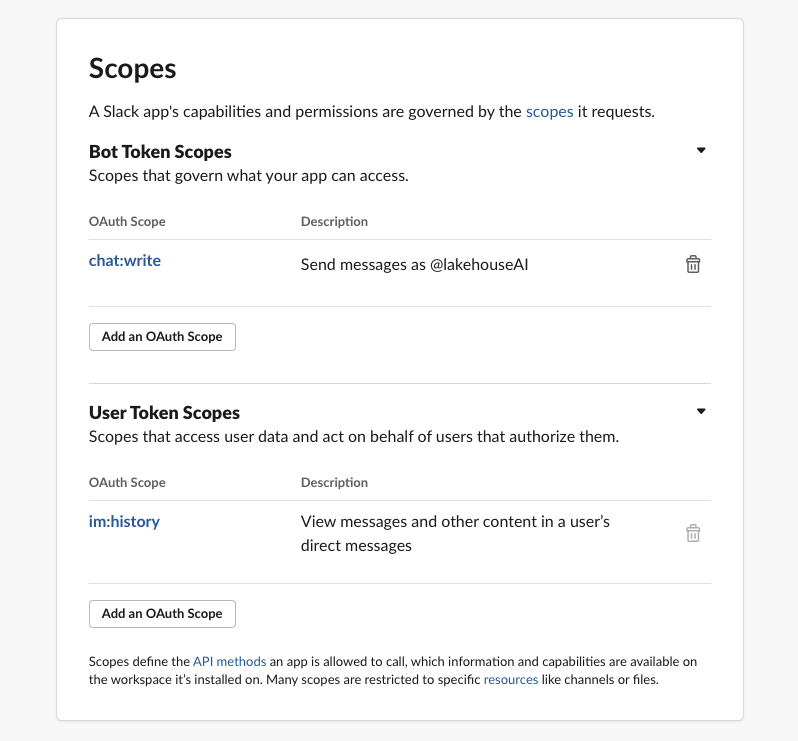 Scopes
A Slack app's capabilities and permissions are governed by the scopes it requests.
Bot Token Scopes
Scopes that govern what your app can access.
OAuth Scope Description
chat:write Send messages as @lakehouseAI
Add an OAuth Scope
User Token Scopes
Scopes that access user data and act on behalf of users that authorize them.
OAuth Scope Description
im:history View messages and other content in a user’s
direct messages
Add an OAuth Scope
Scopes define the API methods an app is allowed to call, which information and capabilities are available on
the workspace it’s installed on. Many scopes are restricted to specific resources like channels or files.